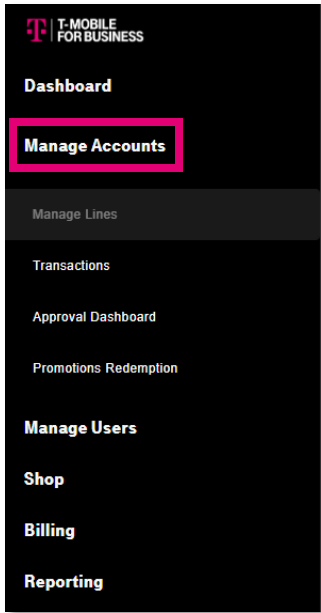 T-MOBILE
FOR BUSINESS
Dashboard
Manage Accounts
Manage Lines
Transactions
Approval Dashboard
Promotions Redemption
Manage Users
Shop
Billing
Reporting